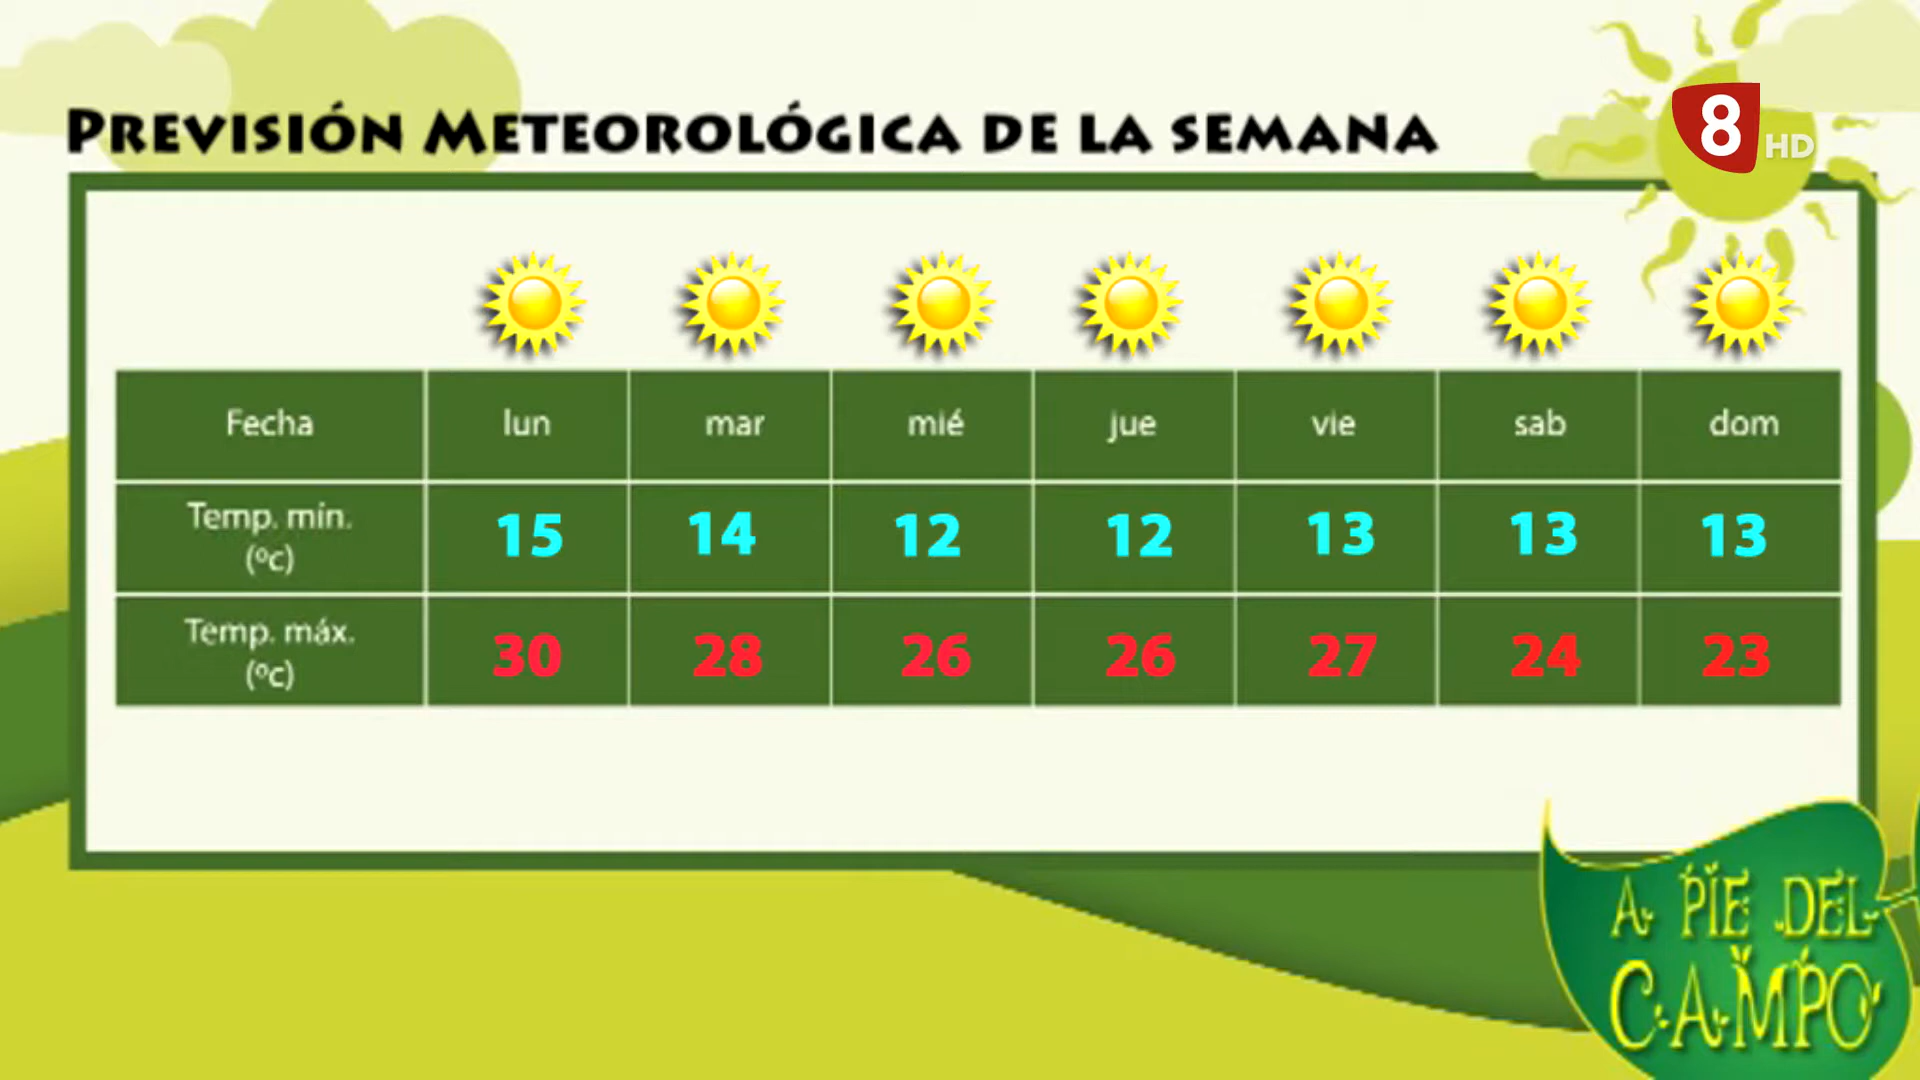 8 HD
PREVISIÓN METEOROLÓGICA DE LA SEMANA
Fecha lun mar mié jue vie sab dom
Temp. mín. (ºc) 15 14 12 12 13 13 13
Temp. máx. (ºc) 30 28 26 26 27 24 23
A PIE DEL
CAMPO